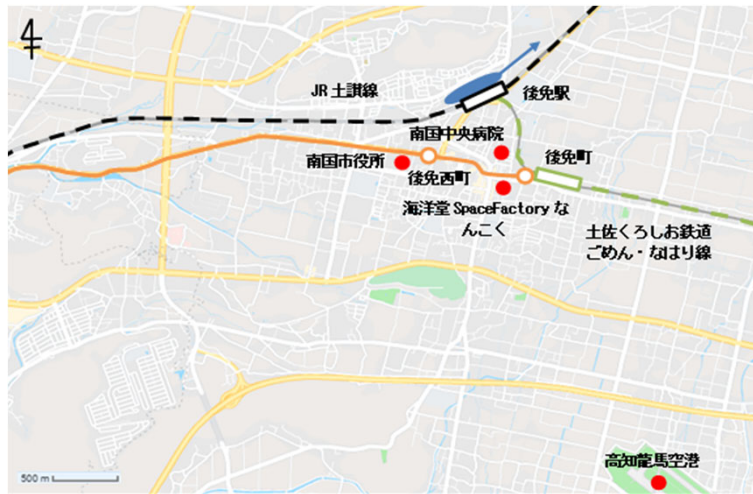 4
JR土讃線
後免駅
南国中央病院
後免町
南国市役所
後免西町
海洋堂SpaceFactoryな
んこく
土佐くろしお鉄道
ごめん・なはり線
高知龍馬空港
500 m